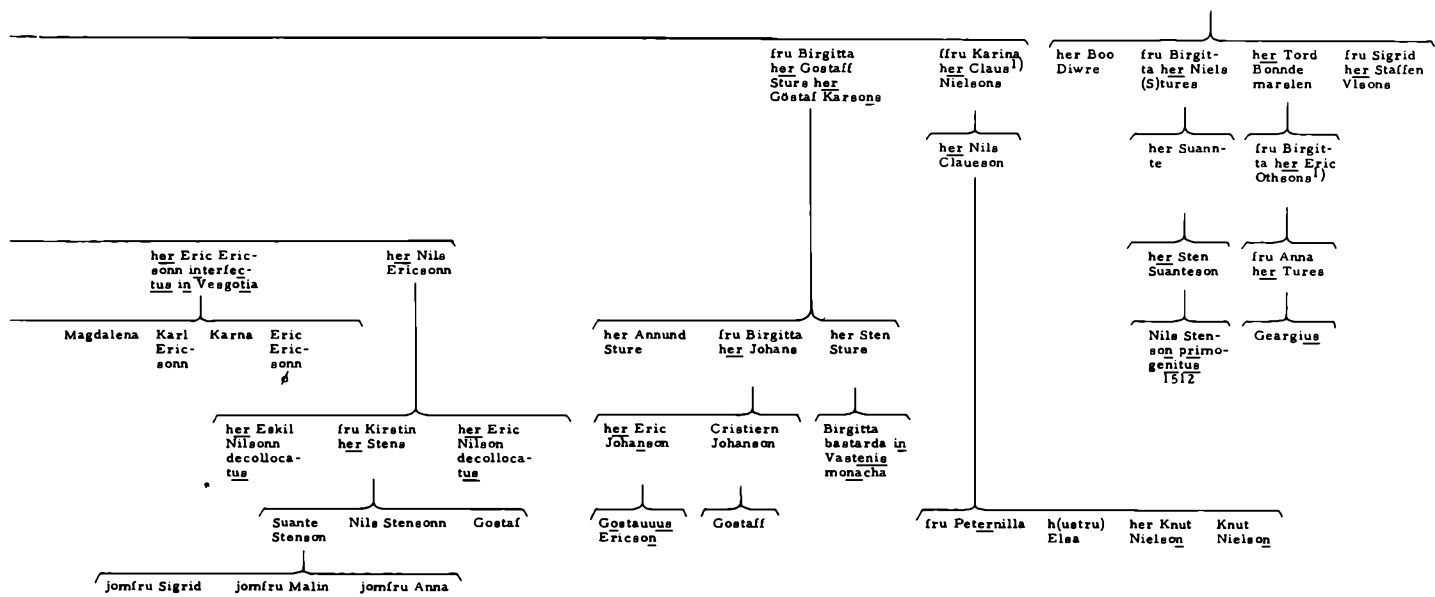 fru Birgitta
her Gostaff
Sture her
Göstaf Karsons
ffru Karina
her Claus1)
Nielsons
her Boo
Diwre
fru Birgit-
ta her Niels
(S)tures
her Tord
Bonnde
marslen
fru Sigrid
her Staffen
Vlsons
her Nils
Claueson
her Suann-
te
fru Birgit-
ta her Eric
Othsons1)
her Eric Eric-
sonn interfec-
tus in Vesgotia
her Nils
Ericsonn
her Sten
Suanteson
fru Anna
her Tures
Magdalena
Karl
Eric-
sonn
Karna
Eric
Eric-
sonn
ø
her Annund
Sture
fru Birgitta
her Johans
her Sten
Sture
Nils Sten-
son primo-
genitus
1512
Geargius
her Eskil
Nilsonn
decolloca-
tus
fru Kirstin
her Stens
her Eric
Nilson
decolloca-
tus
her Eric
Johanson
Cristiern
Johanson
Birgitta
bastarda in
Vastenis
monacha
Suante
Stenson
Nils Stensonn
Gostaf
Gostauuus
Ericson
Gostaff
fru Peternilla
h(ustru)
Elsa
her Knut
Nielson
Knut
Nielson
jomfru Sigrid
jomfru Malin
jomfru Anna